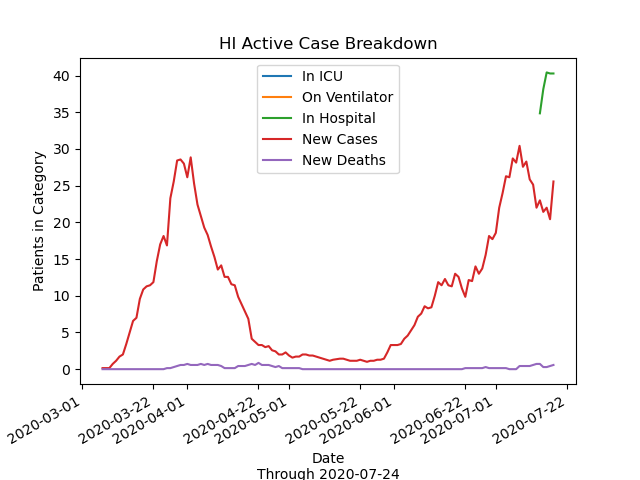 HI Active Case Breakdown
In ICU
On Ventilator
In Hospital
New Cases
New Deaths
Patients in Category
40
35
30
25
20
15
10
5
0
2020-03-01
2020-03-22
2020-04-01
2020-04-22
2020-05-01
2020-05-22
2020-06-01
2020-06-22
2020-07-01
2020-07-22
Date
Through 2020-07-24